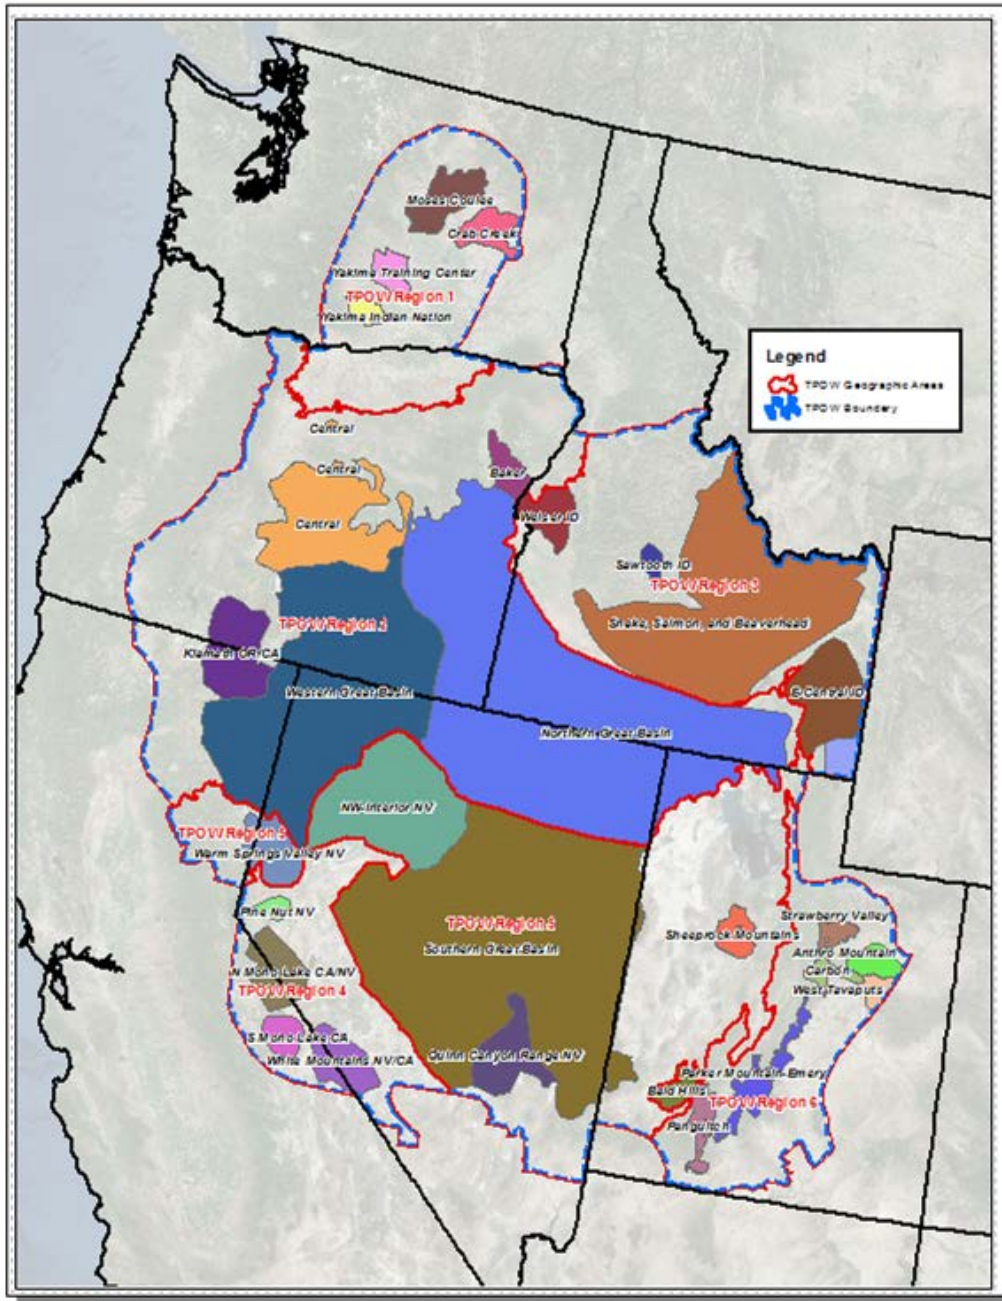 Moses Coulee
Crab Creek
Yakima Training Center
TPOW Region 1
Yakima Indian Nation
Legend
TPOW Geographic Areas
TPOW Boundary
Central
Central
Baker
Central
Weiser ID
Sawtooth ID
TPOW Region 3
TPOW Region 2
Snake, Salmon, and Beaverhead
Klamath OR/CA
Western Great Basin
E-Central ID
Northern Great Basin
NW-Interior NV
TPOW Region 5
Warm Springs Valley NV
Pine Nut NV
Strawberry Valley
Southern Great Basin
Sheeprock Mountains
Anthro Mountain
Carbon
N Mono Lake CA/NV
West Tavaputs
TPOW Region 4
S Mono Lake CA
White Mountains NV/CA
Quinn Canyon Range NV
Parker Mountain-Emery
Bald Hills
TPOW Region 6
Panguitch